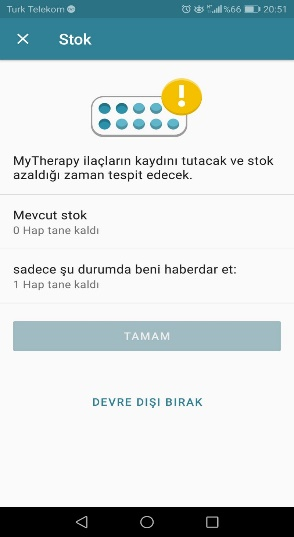 Turk Telekom %66 20:51
Stok
MyTherapy ilaçların kaydını tutacak ve stok
azaldığı zaman tespit edecek.
Mevcut stok
0 Hap tane kaldı
sadece şu durumda beni haberdar et:
1 Hap tane kaldı
TAMAM
DEVRE DIŞI BIRAK